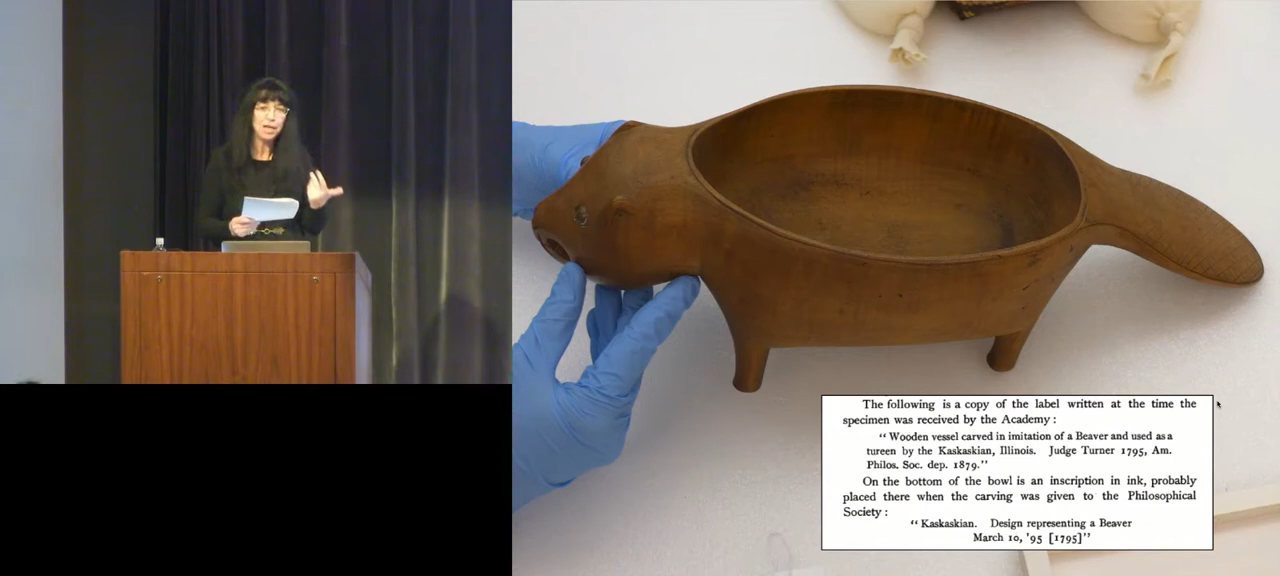 The following is a copy of the label written at the time the
specimen was received by the Academy :
“ Wooden vessel carved in imitation of a Beaver and used as a
tureen by the Kaskaskian, Illinois. Judge Turner 1795, Am.
Philos. Soc. dep. 1879.”
On the bottom of the bowl is an inscription in ink, probably
placed there when the carving was given to the Philosophical
Society :
“ Kaskaskian. Design representing a Beaver
March 10, '95 [1795]”